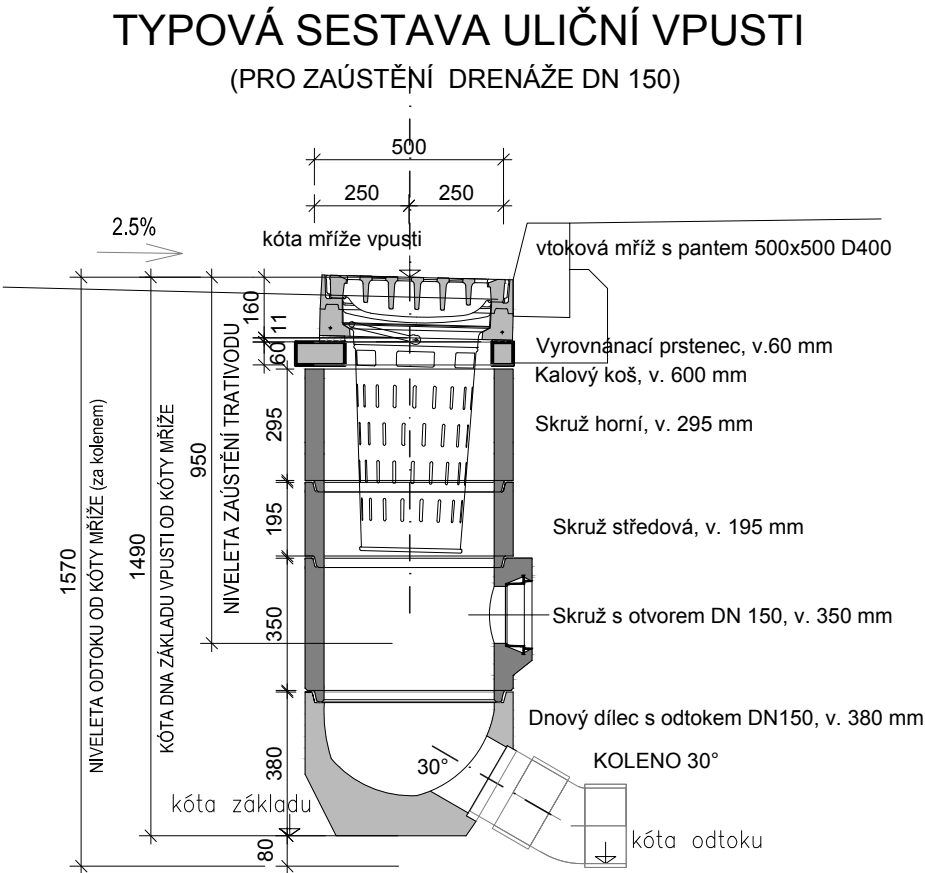 TYPOVÁ SESTAVA ULIČNÍ VPUSTI
(PRO ZAÚSTĚNÍ DRENÁŽE DN 150)
500
250
250
2.5%
kóta mříže vpusti
vtoková mříž s pantem 500x500 D400
160
11
60
Vyrovnánací prstenec, v.60 mm
Kalový koš, v. 600 mm
Skruž horní, v. 295 mm
295
NIVELETA ZAÚSTĚNÍ TRATIVODU
950
KÓTA DNA ZÁKLADU VPUSTI OD KÓTY MŘÍŽE
1490
NIVELETA ODTOKU OD KÓTY MŘÍŽE (za kolenem)
1570
195
Skruž středová, v. 195 mm
350
Skruž s otvorem DN 150, v. 350 mm
Dnový dílec s odtokem DN150, v. 380 mm
380
30°
KOLENO 30°
kóta základu
kóta odtoku
80